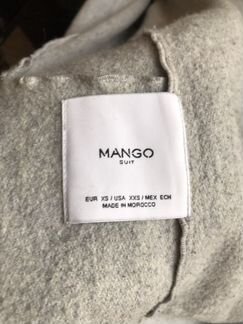 MANGO
SUIT
EUR XS / USA XXS / MEX ECH
MADE IN MOROCCO